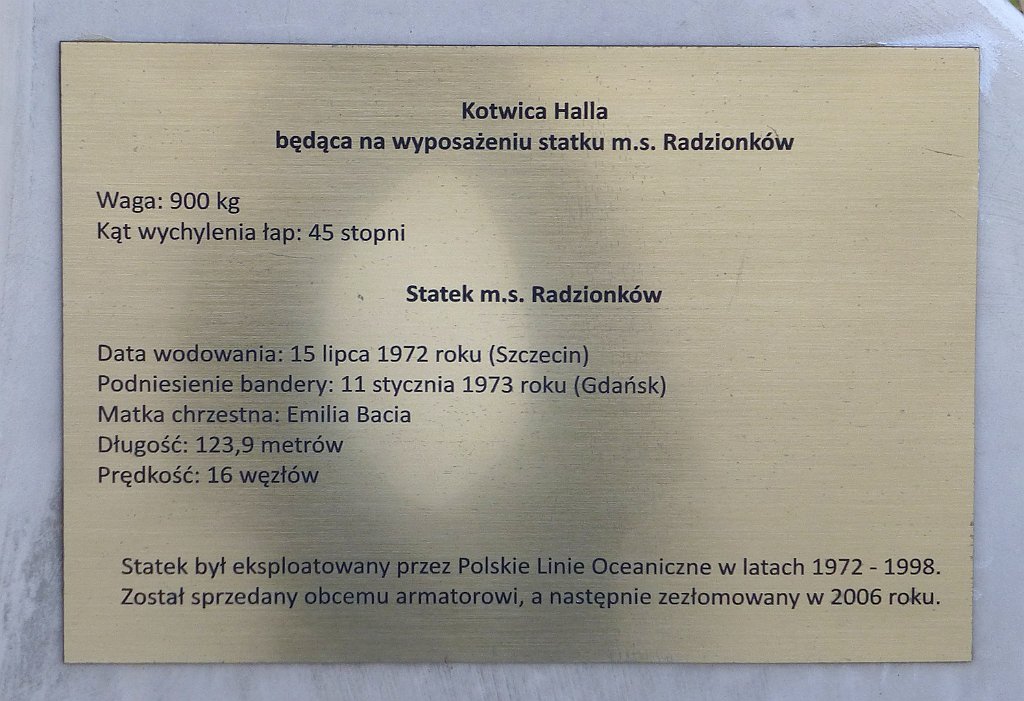 Kotwica Halla
będąca na wyposażeniu statku m.s. Radzionków
Waga: 900 kg
Kąt wychylenia łap: 45 stopni
Statek m.s. Radzionków
Data wodowania: 15 lipca 1972 roku (Szczecin)
Podniesienie bandery: 11 stycznia 1973 roku (Gdańsk)
Matka chrzestna: Emilia Bacia
Długość: 123,9 metrów
Prędkość: 16 węzłów
Statek był eksploatowany przez Polskie Linie Oceaniczne w latach 1972 - 1998.
Został sprzedany obcemu armatorowi, a następnie zezłomowany w 2006 roku.